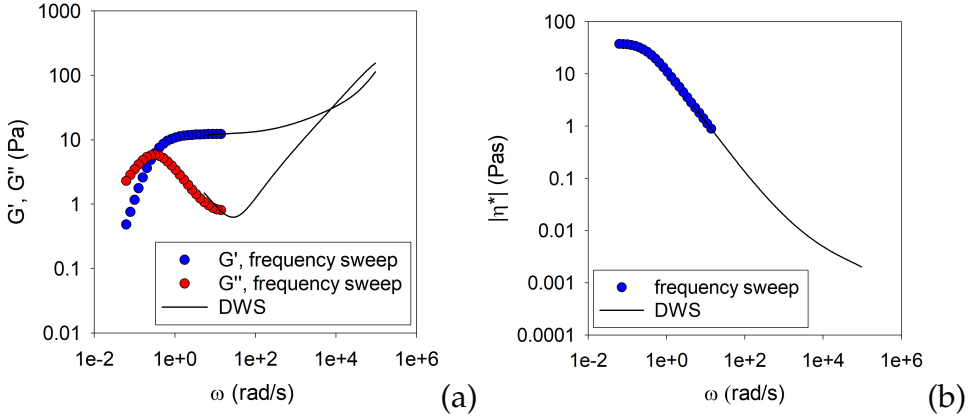 1000
100
10
1
0.1
0.01
G', G'' (Pa)
G', frequency sweep
G'', frequency sweep
DWS
1e-2 1e+0 1e+2 1e+4 1e+6
ω (rad/s)
(a)
100
10
1
0.1
0.01
0.001
0.0001
|η*| (Pas)
frequency sweep
DWS
1e-2 1e+0 1e+2 1e+4 1e+6
ω (rad/s)
(b)